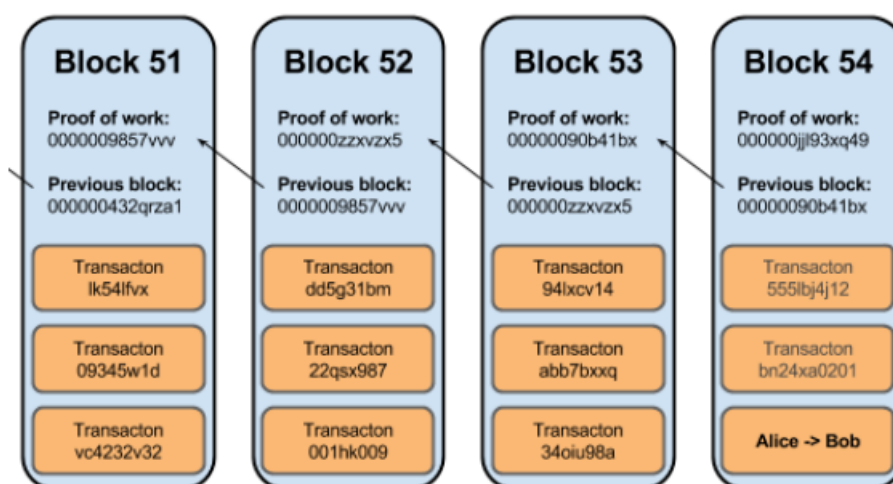 Block 51
Proof of work:
0000009857vvv
Previous block:
000000432qrza1
Transacton
lk54lfvx
Transacton
09345w1d
Transacton
vc4232v32
Block 52
Proof of work:
000000zzxvzx5
Previous block:
0000009857vvv
Transacton
dd5g31bm
Transacton
22qsx987
Transacton
001hk009
Block 53
Proof of work:
00000090b41bx
Previous block:
000000zzxvzx5
Transacton
94lxcv14
Transacton
abb7bxxq
Transacton
34oiu98a
Block 54
Proof of work:
000000jjl93xq49
Previous block:
00000090b41bx
Transacton
555lbj4j12
Transacton
bn24xa0201
Alice -> Bob